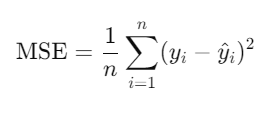 MSE = \frac{1}{n} \sum_{i=1}^{n} (y_i - \hat{y}_i)^2